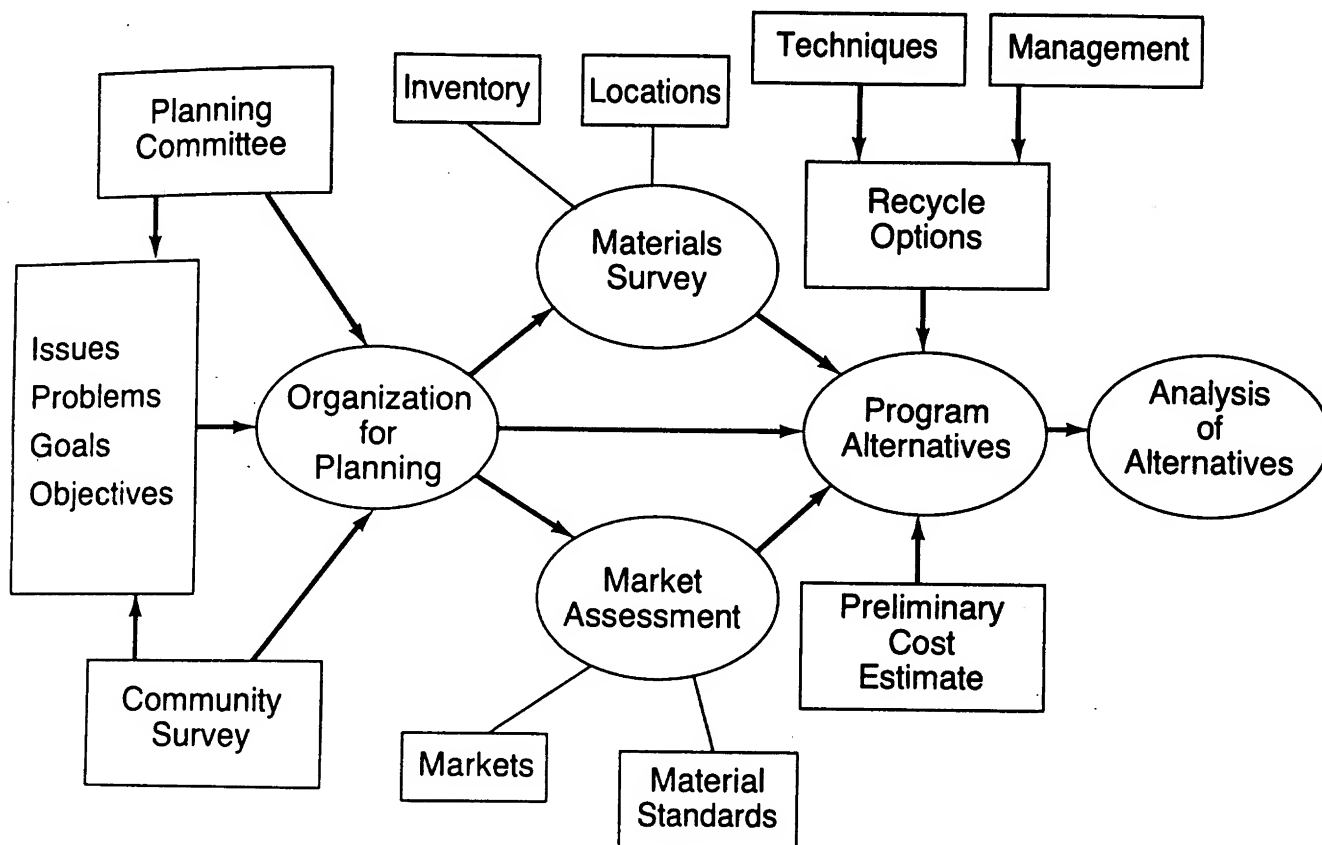 Techniques
Management
Inventory
Locations
Planning
Committee
Recycle
Options
Materials
Survey
Issues
Problems
Goals
Objectives
Organization
for
Planning
Program
Alternatives
Analysis
of
Alternatives
Market
Assessment
Preliminary
Cost
Estimate
Community
Survey
Markets
Material
Standards